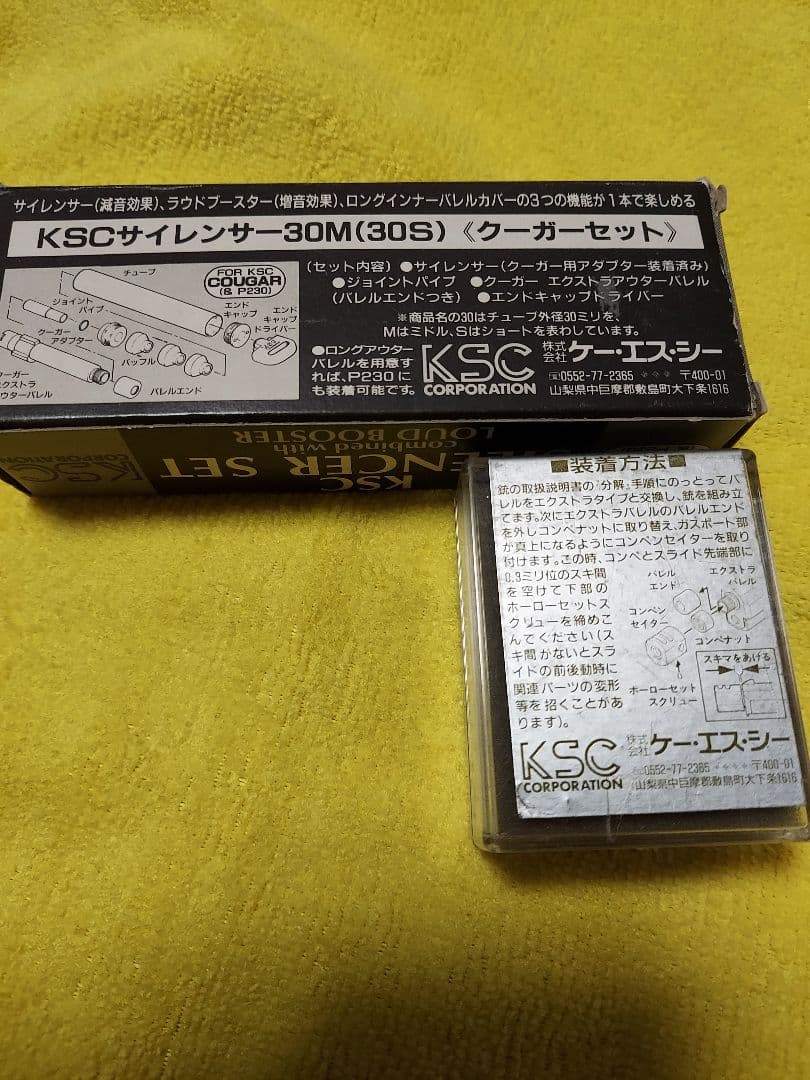 サイレンサー(減音効果)、ラウドブースター(増音効果)、ロングインナーバレルカバーの3つの機能が1本で楽しめる
KSCサイレンサー30M(30S)《クーガーセット》
チューブ
FOR KSC
COUGAR
(& P230)
ジョイント
パイプ
エンド
キャップ
エンド
キャップ
ドライバー
クーガー
アダプター
バッフル
クーガー
エクストラ
アウターバレル
バレルエンド
(セット内容) ●サイレンサー(クーガー用アダプター装着済み)
●ジョイントパイプ ●クーガー エクストラアウターバレル
(バレルエンドつき) ●エンドキャップドライバー
※商品名の30はチューブ外径30ミリを、
Mはミドル、Sはショートを表わしています。
●ロングアウター
バレルを用意す
れば、P230に
も装着可能です。
KSC
CORPORATION
株式
会社 ケー・エス・シー
0552-77-2365 〒400-01
山梨県中巨摩郡敷島町大下条1616
KSC
CORPORATION
LOUD BOOSTER
combined with
SILENCER SET
KSC
■装着方法■
銃の取扱説明書の「分解」手順にのっとってバ
レルをエクストラタイプと交換し、銃を組み立
てます。次にエクストラバレルのバレルエンド
を外しコンペナットに取り替え、ガスポート部
が真上になるようにコンペンセイターを取り
付けます。この時、コンペとスライド先端部に
0.3ミリ位のスキ間
を空けて下部の
ホーローセットス
クリューを締めこ
んでください(ス
キ間がないとスラ
イドの前後動時に
関連パーツの変形
等を招くことがあ
ります)。
バレル
エンド
エクストラ
バレル
コンペン
セイター
コンペナット
スキマをあける
ホーローセット
スクリュー
KSC
CORPORATION
株式
会社 ケー・エス・シー
0552-77-2365 〒400-01
山梨県中巨摩郡敷島町大下条1616